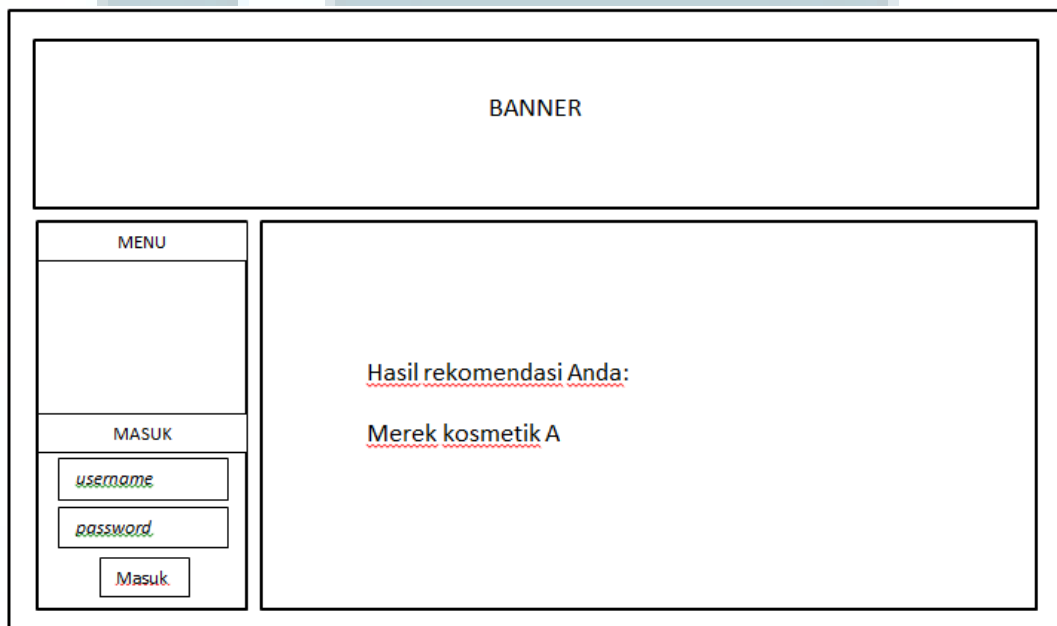 BANNER
MENU
MASUK
username
password
Masuk
Hasil rekomendasi Anda:
Merek kosmetik A